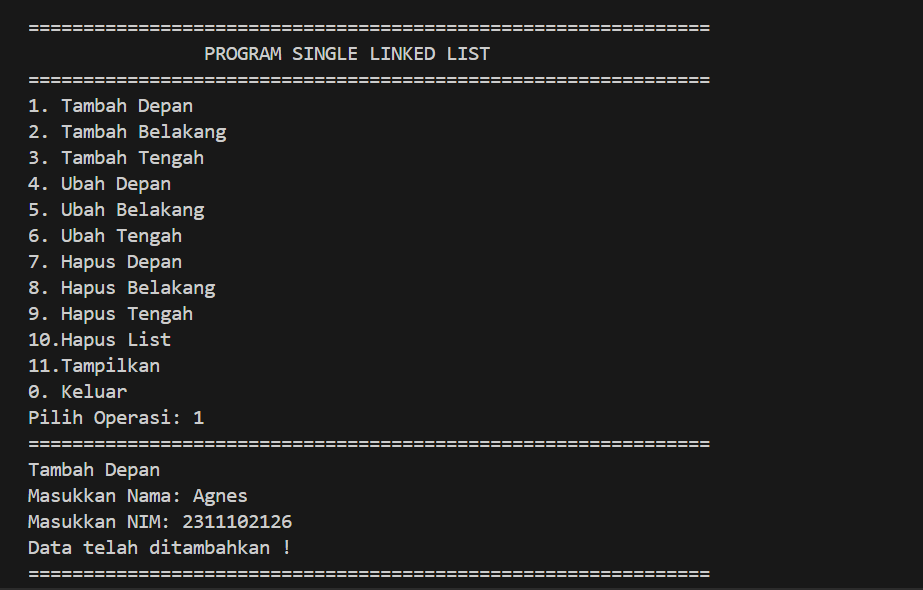 ==============================================================
PROGRAM SINGLE LINKED LIST
==============================================================
1. Tambah Depan
2. Tambah Belakang
3. Tambah Tengah
4. Ubah Depan
5. Ubah Belakang
6. Ubah Tengah
7. Hapus Depan
8. Hapus Belakang
9. Hapus Tengah
10.Hapus List
11.Tampilkan
0. Keluar
Pilih Operasi: 1
==============================================================
Tambah Depan
Masukkan Nama: Agnes
Masukkan NIM: 2311102126
Data telah ditambahkan !
==============================================================